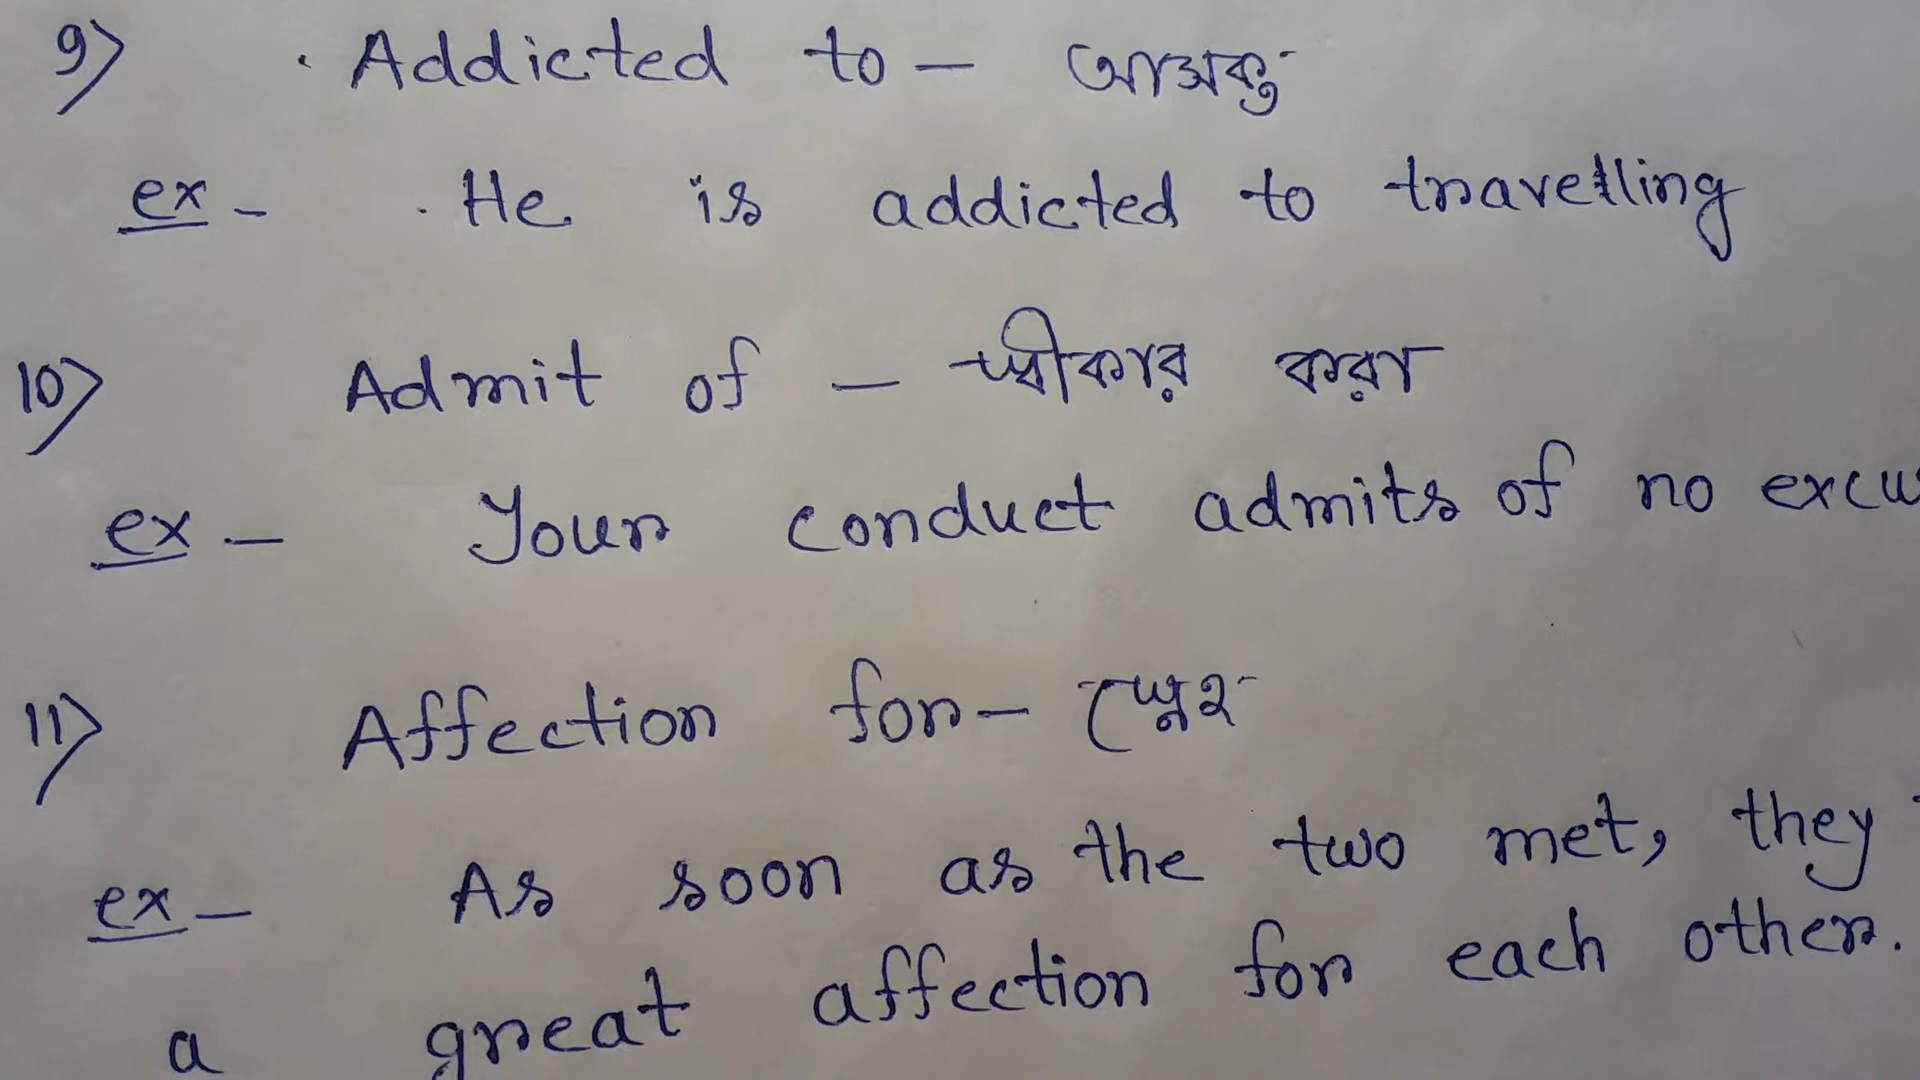 9) Addicted to — আসক্ত
ex - He is addicted to travelling
10) Admit of — স্বীকার করা
ex - Your conduct admits of no excu
11) Affection for — স্নেহ
ex - As soon as the two met, they
a great affection for each other.